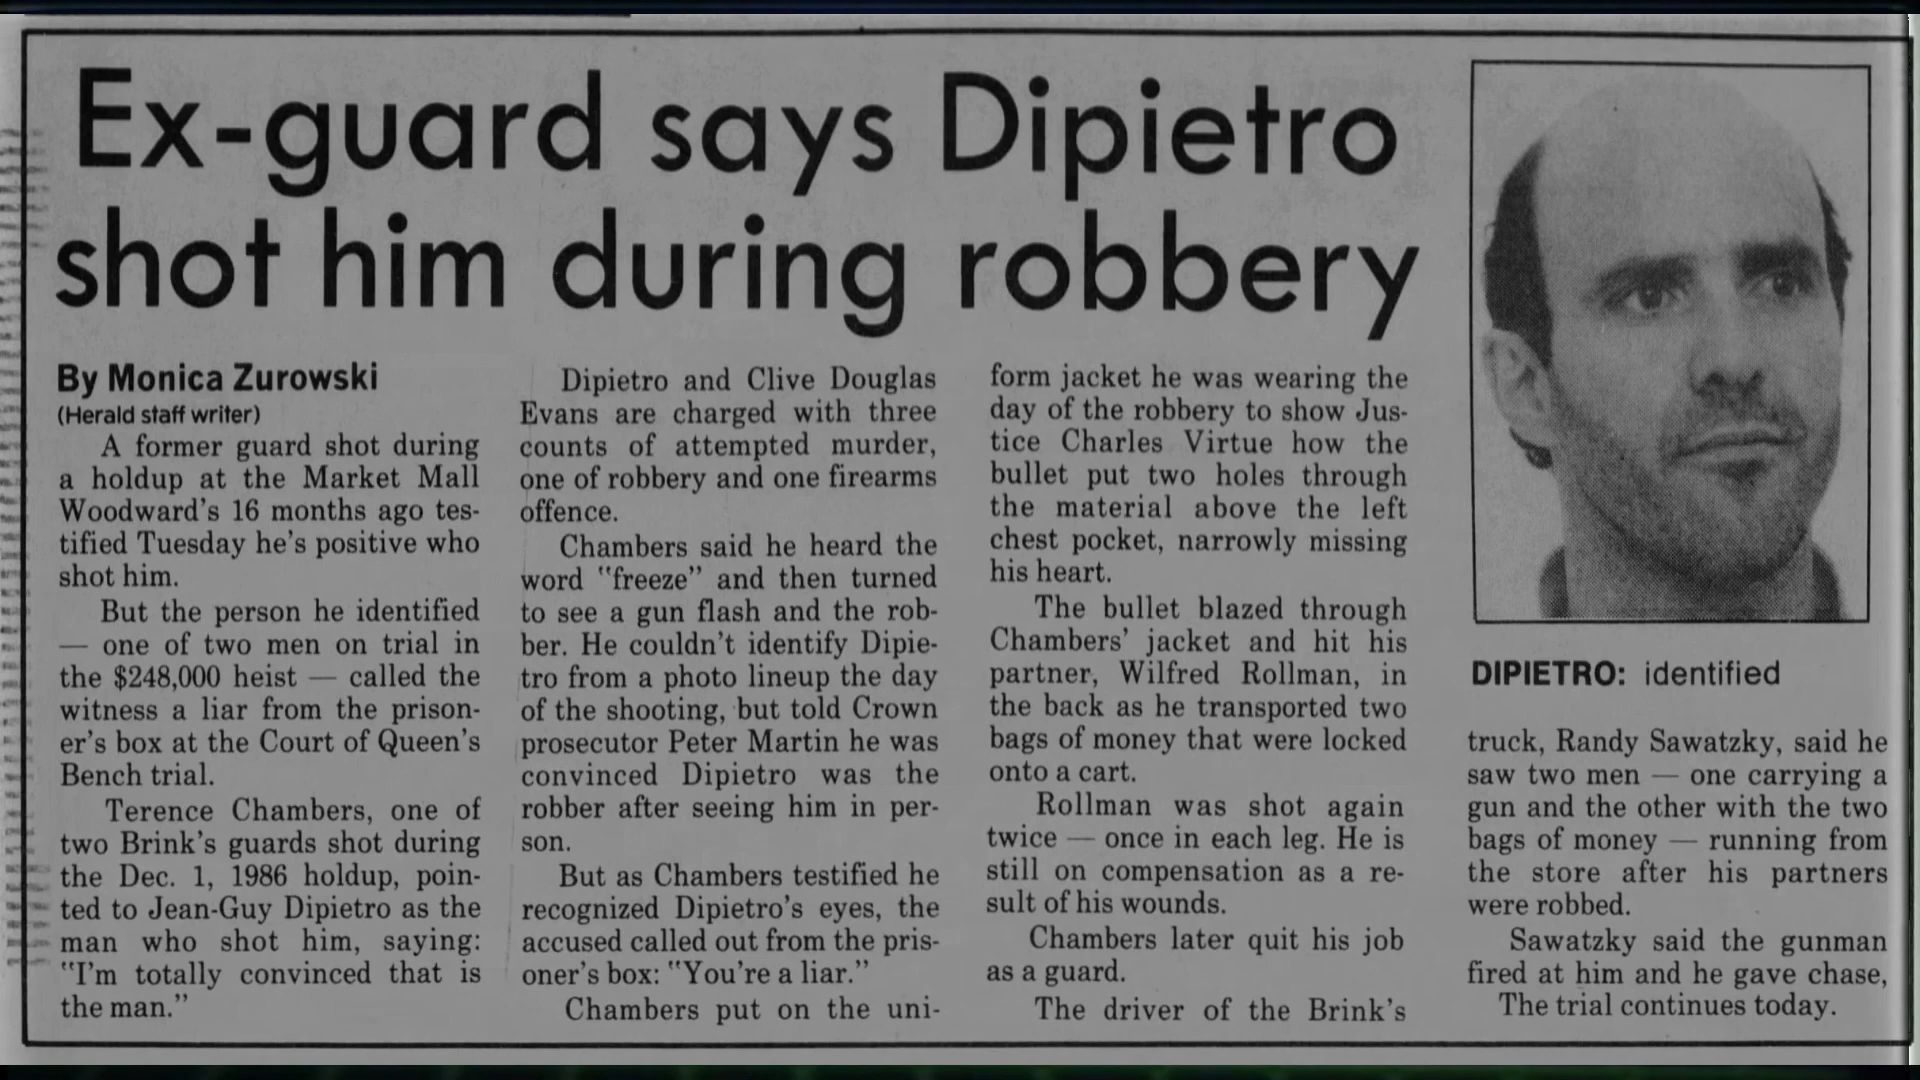 Ex-guard says Dipietro
shot him during robbery
By Monica Zurowski
(Herald staff writer)
A former guard shot during
a holdup at the Market Mall
Woodward's 16 months ago tes-
tified Tuesday he's positive who
shot him.
But the person he identified
— one of two men on trial in
the $248,000 heist — called the
witness a liar from the prison-
er's box at the Court of Queen's
Bench trial.
Terence Chambers, one of
two Brink's guards shot during
the Dec. 1, 1986 holdup, poin-
ted to Jean-Guy Dipietro as the
man who shot him, saying:
"I'm totally convinced that is
the man."
Dipietro and Clive Douglas
Evans are charged with three
counts of attempted murder,
one of robbery and one firearms
offence.
Chambers said he heard the
word "freeze" and then turned
to see a gun flash and the rob-
ber. He couldn't identify Dipie-
tro from a photo lineup the day
of the shooting, but told Crown
prosecutor Peter Martin he was
convinced Dipietro was the
robber after seeing him in per-
son.
But as Chambers testified he
recognized Dipietro's eyes, the
accused called out from the pris-
oner's box: "You're a liar."
Chambers put on the uni-
form jacket he was wearing the
day of the robbery to show Jus-
tice Charles Virtue how the
bullet put two holes through
the material above the left
chest pocket, narrowly missing
his heart.
The bullet blazed through
Chambers' jacket and hit his
partner, Wilfred Rollman, in
the back as he transported two
bags of money that were locked
onto a cart.
Rollman was shot again
twice — once in each leg. He is
still on compensation as a re-
sult of his wounds.
Chambers later quit his job
as a guard.
The driver of the Brink's
DIPIETRO: identified
truck, Randy Sawatzky, said he
saw two men — one carrying a
gun and the other with the two
bags of money — running from
the store after his partners
were robbed.
Sawatzky said the gunman
fired at him and he gave chase,
The trial continues today.